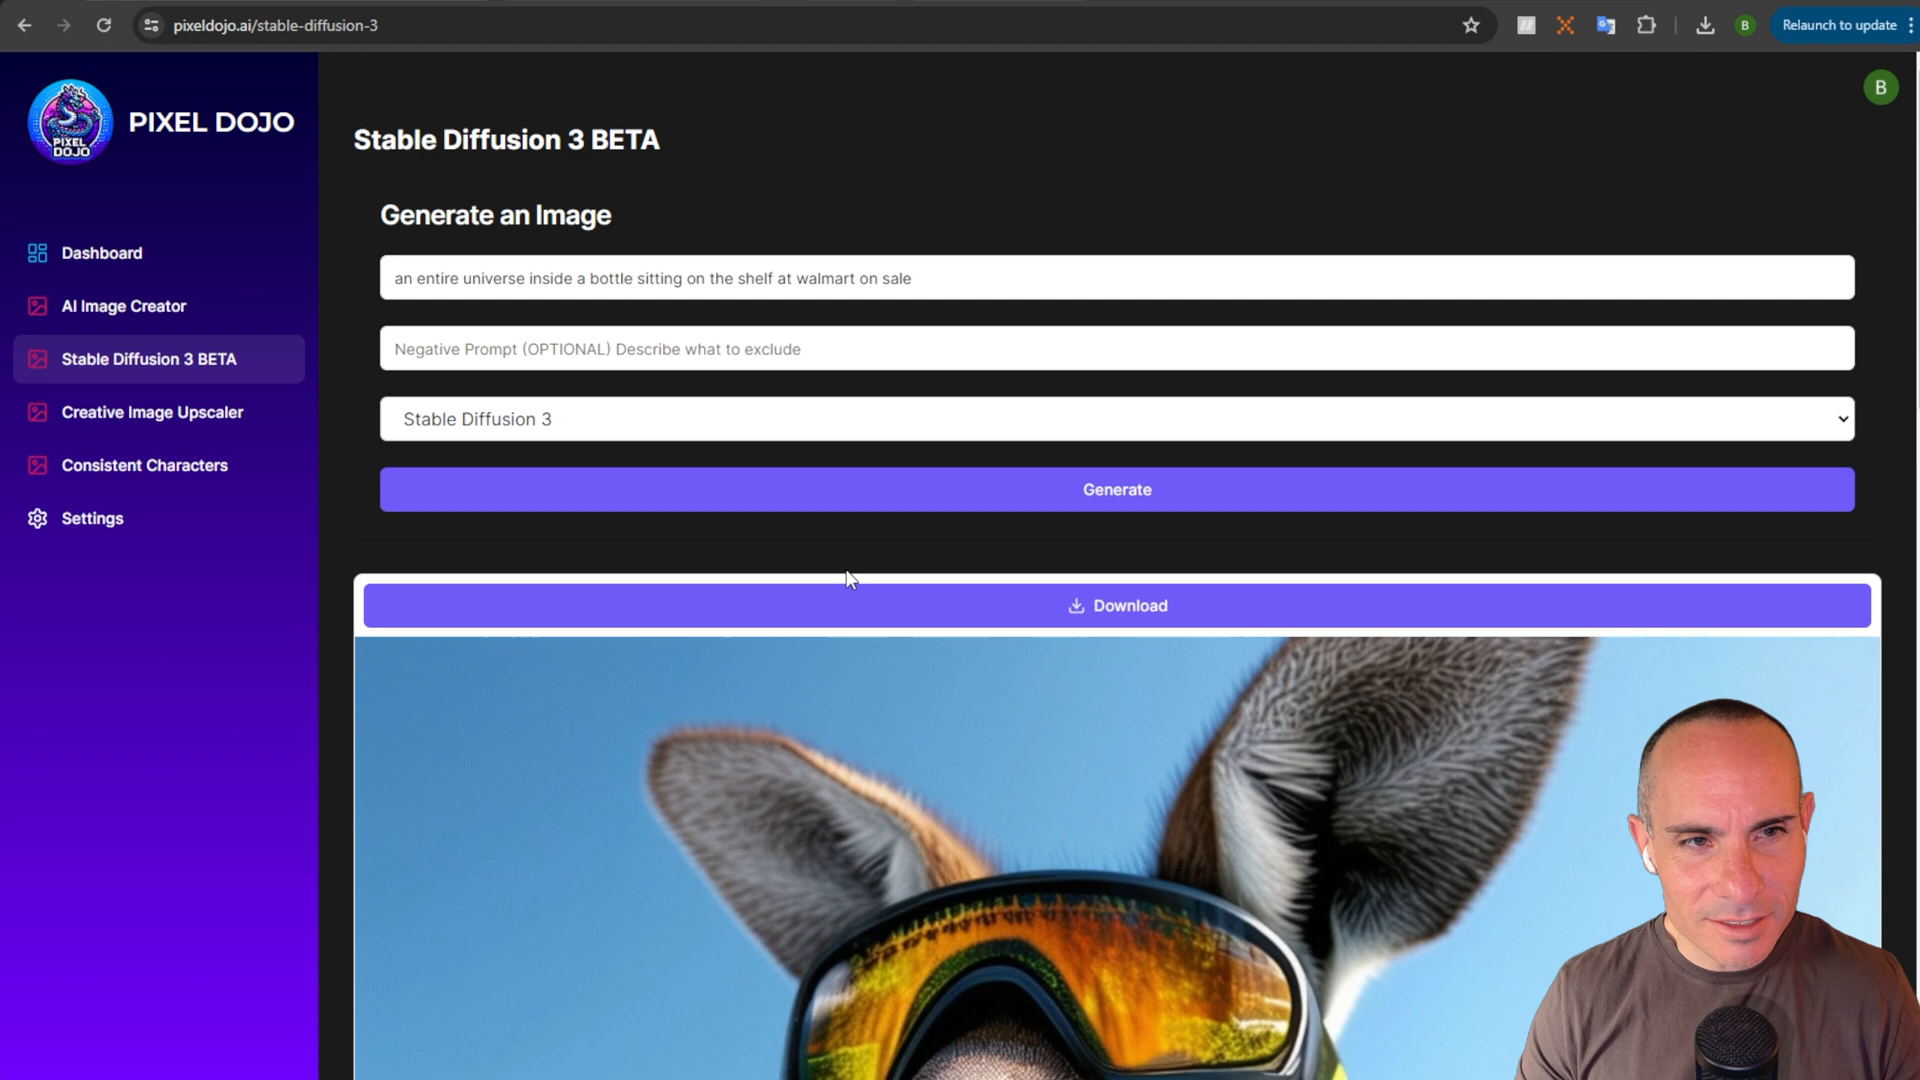 pixeldojo.ai/stable-diffusion-3
B
Relaunch to update
PIXEL DOJO
PIXEL DOJO
B
Stable Diffusion 3 BETA
Generate an Image
an entire universe inside a bottle sitting on the shelf at walmart on sale
Negative Prompt (OPTIONAL) Describe what to exclude
Stable Diffusion 3
Generate
Download
Dashboard
AI Image Creator
Stable Diffusion 3 BETA
Creative Image Upscaler
Consistent Characters
Settings